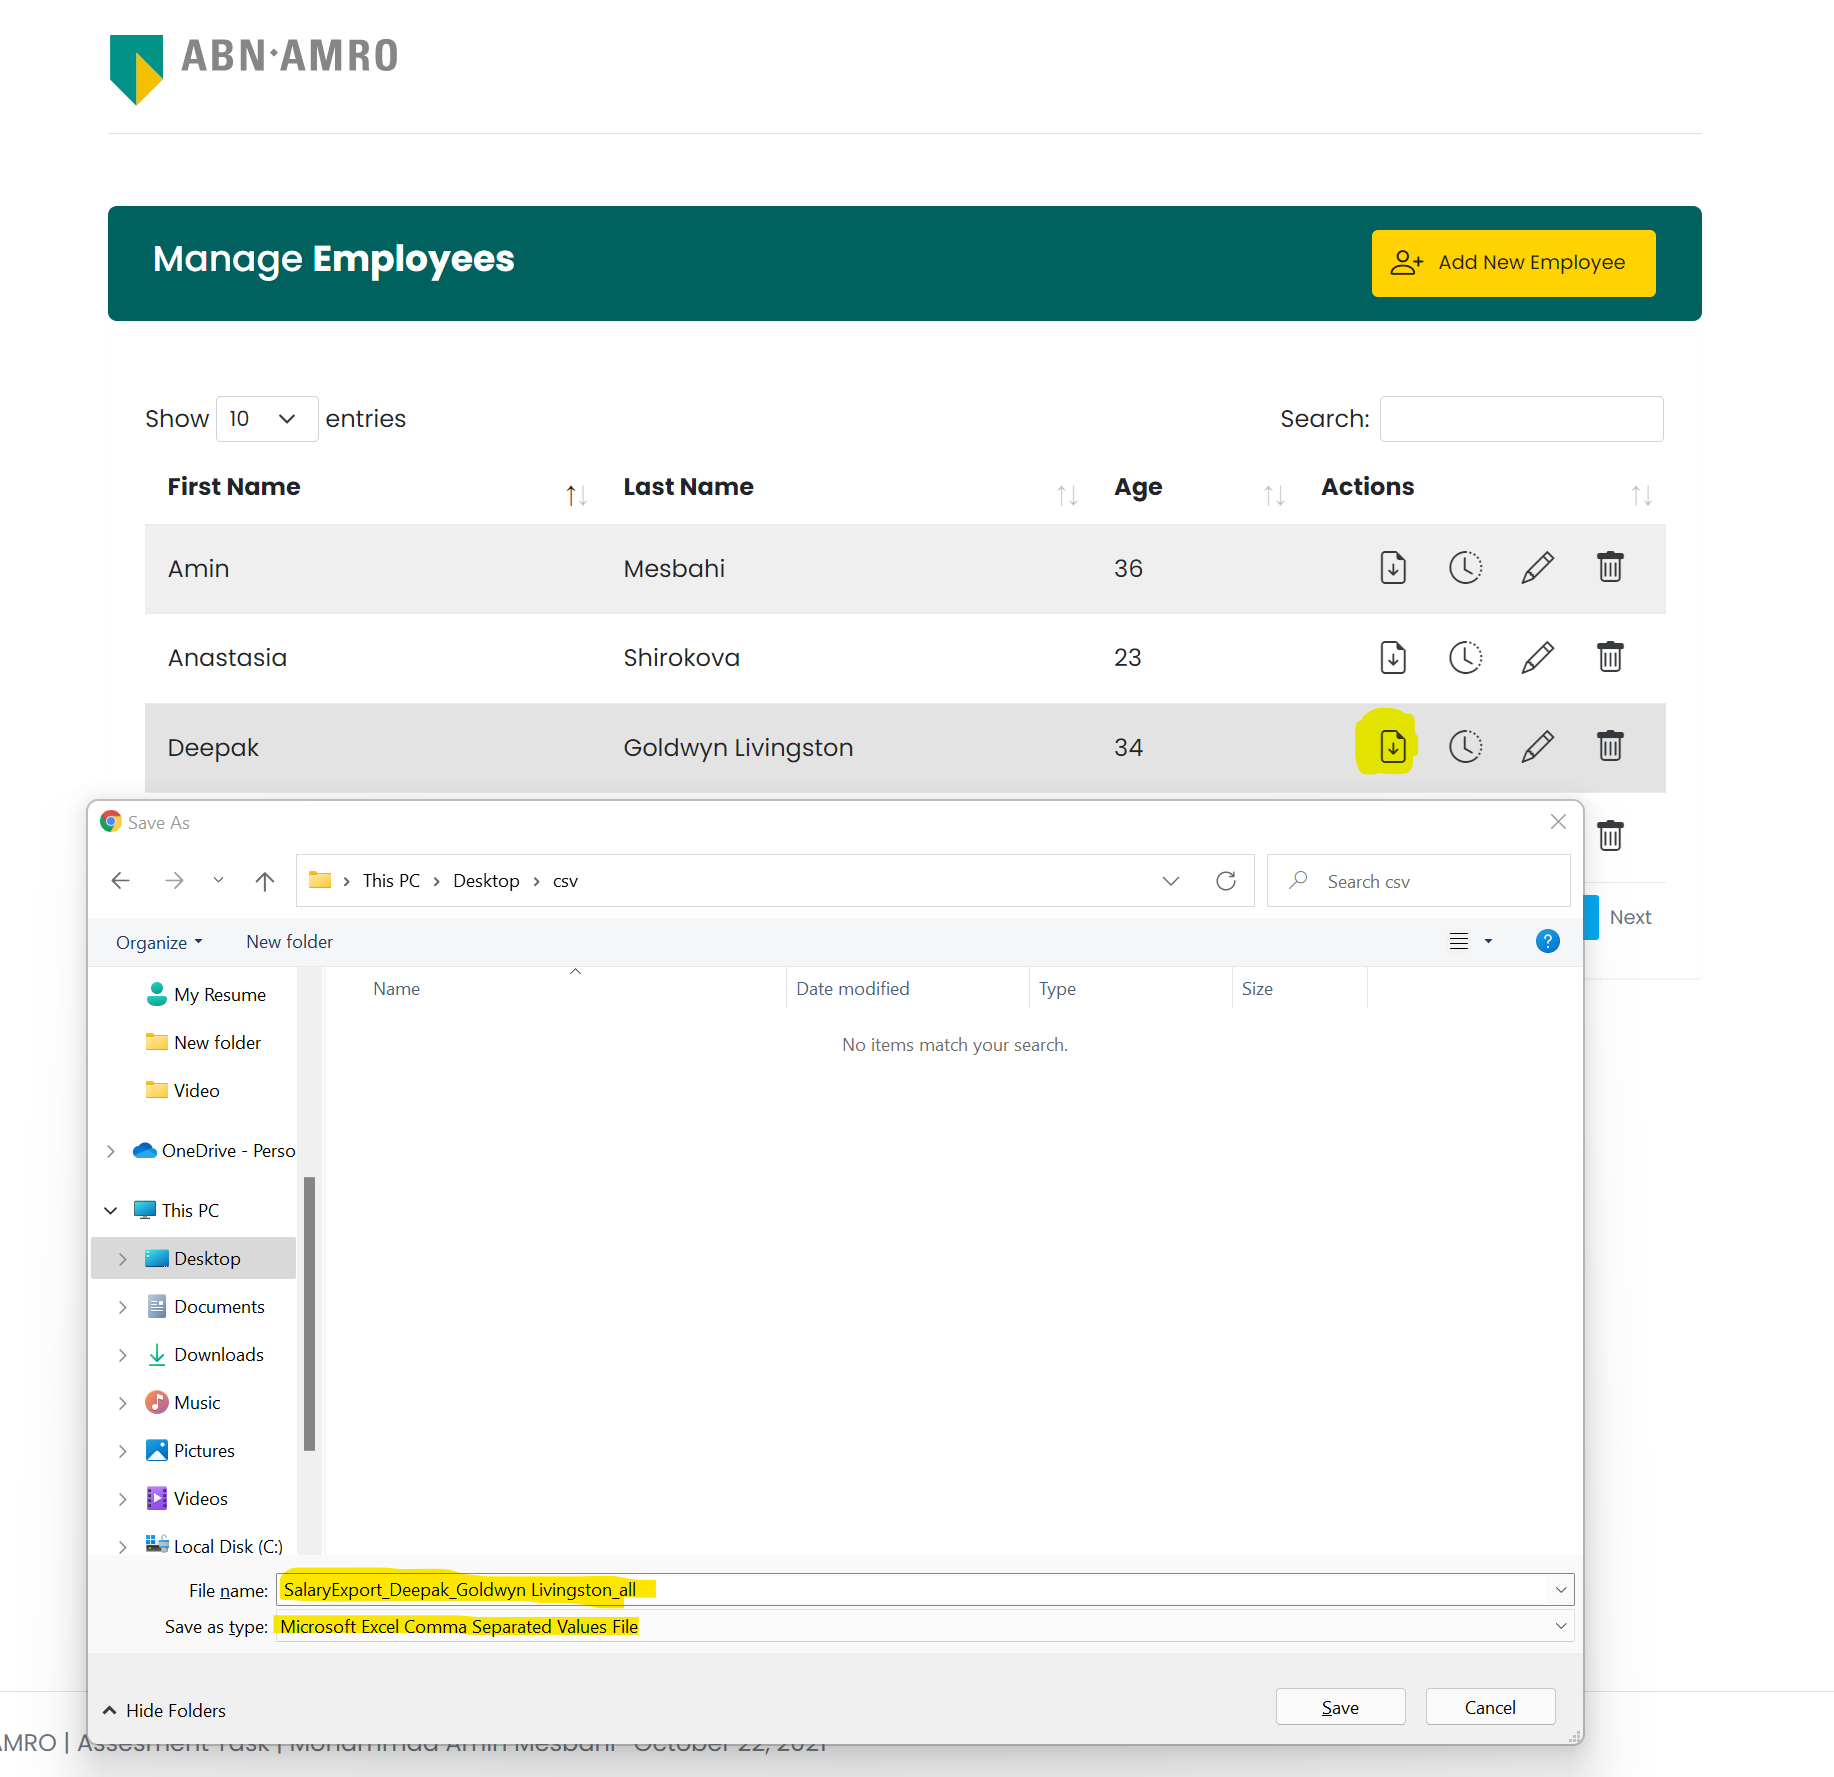 ABN·AMRO
Manage Employees
Add New Employee
Show 10 entries
Search:
First Name Last Name Age Actions
Amin Mesbahi 36
Anastasia Shirokova 23
Deepak Goldwyn Livingston 34
Save As
This PC > Desktop > csv
Search csv
Next
Organize New folder
?
Name Date modified Type Size
No items match your search.
My Resume
New folder
Video
OneDrive - Perso
This PC
Desktop
Documents
Downloads
Music
Pictures
Videos
Local Disk (C:)
File name: SalaryExport_Deepak_Goldwyn Livingston_all
Save as type: Microsoft Excel Comma Separated Values File
Hide Folders
Save Cancel
AMRO | Assesment Task | Mohammad Amin Mesbahi October 22, 2021